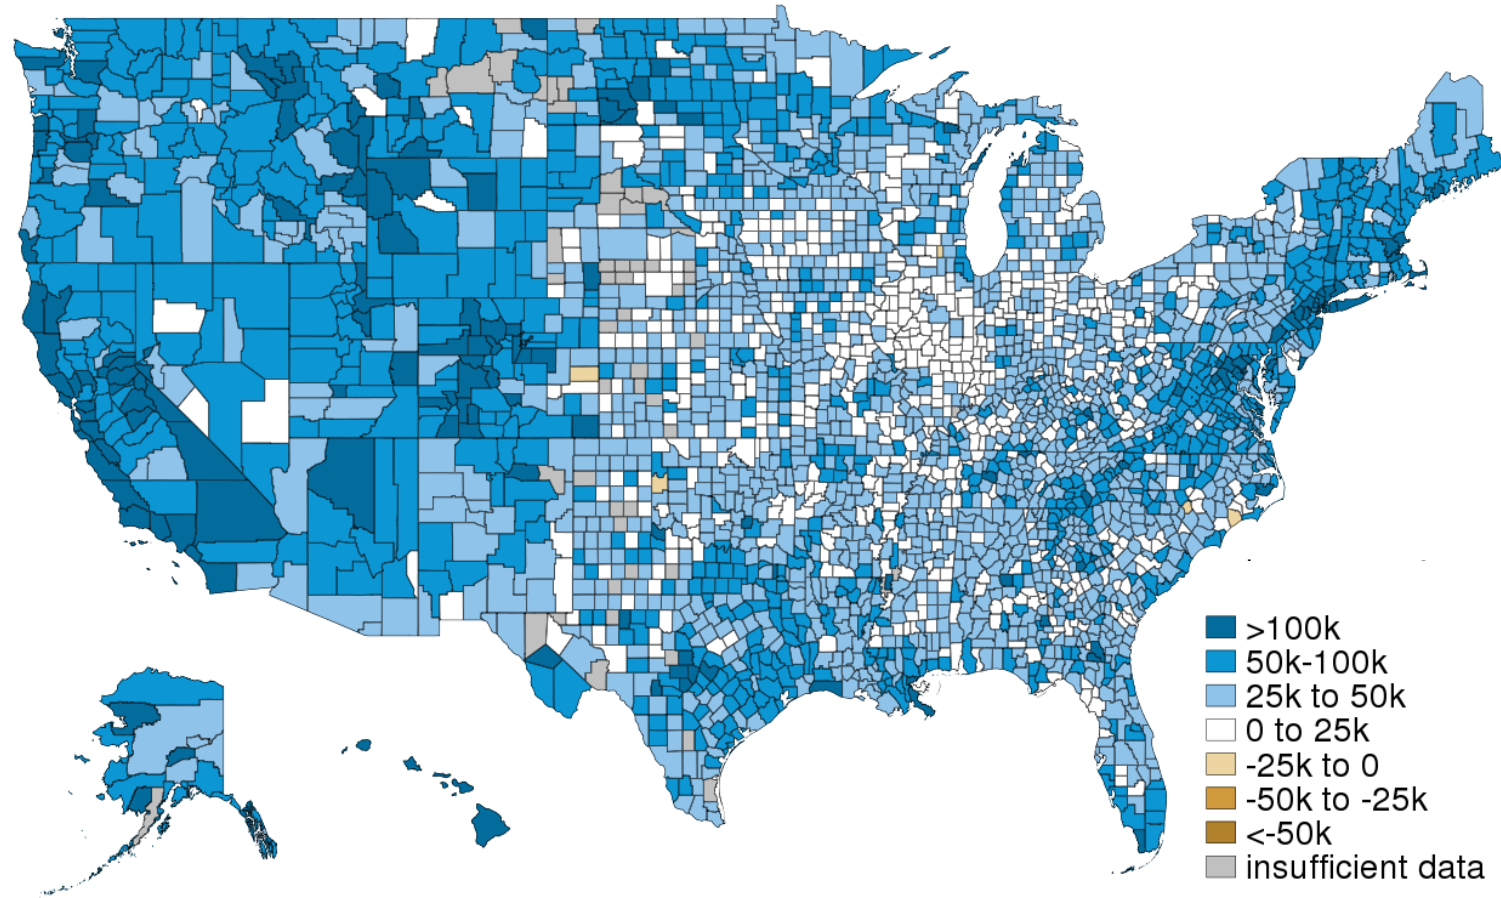 >100k
50k-100k
25k to 50k
0 to 25k
-25k to 0
-50k to -25k
<-50k
insufficient data